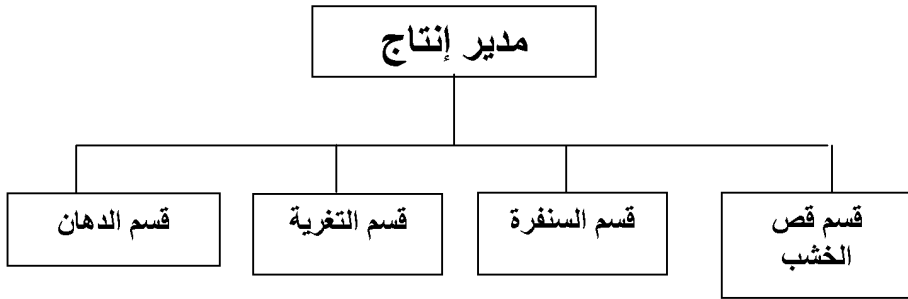 مدير إنتاج
قسم قص
الخشب
قسم السنفرة
قسم التغرية
قسم الدهان